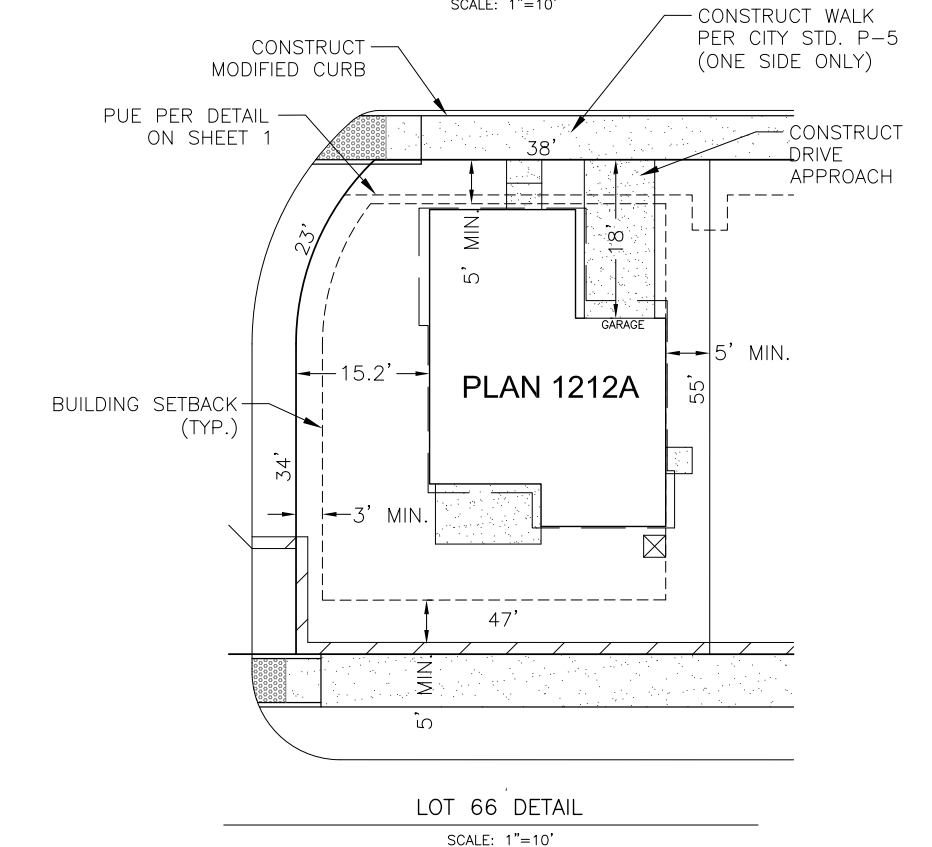 SCALE: 1"=10'
CONSTRUCT WALK
PER CITY STD. P-5
(ONE SIDE ONLY)
CONSTRUCT
MODIFIED CURB
PUE PER DETAIL
ON SHEET 1
CONSTRUCT
DRIVE
APPROACH
38'
23'
5' MIN.
18'
GARAGE
5' MIN.
15.2'
PLAN 1212A
55'
BUILDING SETBACK
(TYP.)
34'
3' MIN.
47'
5' MIN.
LOT 66 DETAIL
SCALE: 1"=10'